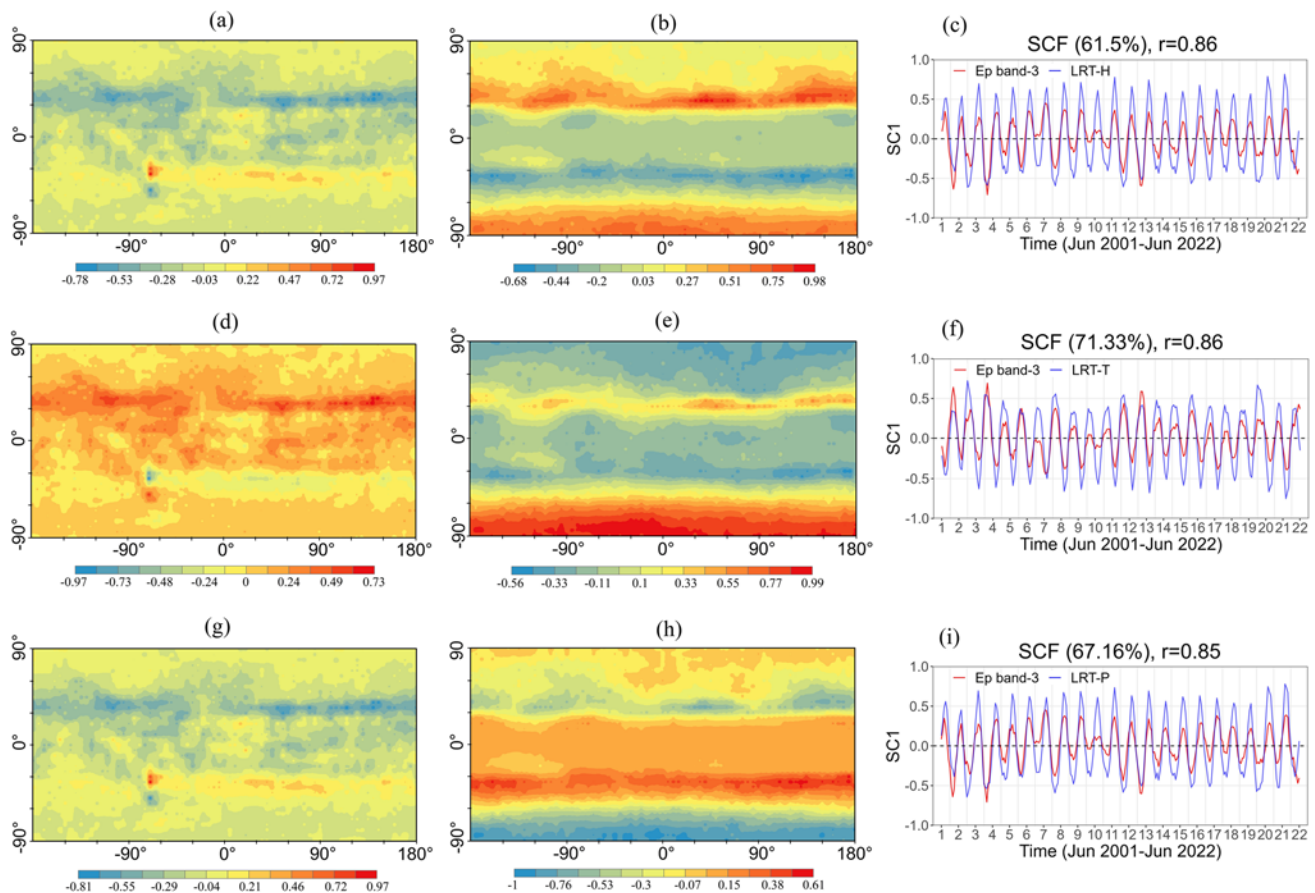 (a)
90°
0°
-90°
-90°
0°
90°
180°
-0.78 -0.53 -0.28 -0.03 0.22 0.47 0.72 0.97
(b)
90°
0°
-90°
-90°
0°
90°
180°
-0.68 -0.44 -0.2 0.03 0.27 0.51 0.75 0.98
(c)
SCF (61.5%), r=0.86
Ep band-3 LRT-H
SC1
1.0
0.5
0.0
-0.5
-1.0
1 2 3 4 5 6 7 8 9 10 11 12 13 14 15 16 17 18 19 20 21 22
Time (Jun 2001-Jun 2022)
(d)
90°
0°
-90°
-90°
0°
90°
180°
-0.97 -0.73 -0.48 -0.24 0 0.24 0.49 0.73
(e)
90°
0°
-90°
-90°
0°
90°
180°
-0.56 -0.33 -0.11 0.1 0.33 0.55 0.77 0.99
(f)
SCF (71.33%), r=0.86
Ep band-3 LRT-T
SC1
1.0
0.5
0.0
-0.5
-1.0
1 2 3 4 5 6 7 8 9 10 11 12 13 14 15 16 17 18 19 20 21 22
Time (Jun 2001-Jun 2022)
(g)
90°
0°
-90°
-90°
0°
90°
180°
-0.81 -0.55 -0.29 -0.04 0.21 0.46 0.72 0.97
(h)
90
0°
-90°
-90°
0°
90°
180°
-1 -0.76 -0.53 -0.3 -0.07 0.15 0.38 0.61
(i)
SCF (67.16%), r=0.85
Ep band-3 LRT-P
SC1
1.0
0.5
0.0
-0.5
-1.0
1 2 3 4 5 6 7 8 9 10 11 12 13 14 15 16 17 18 19 20 21 22
Time (Jun 2001-Jun 2022)